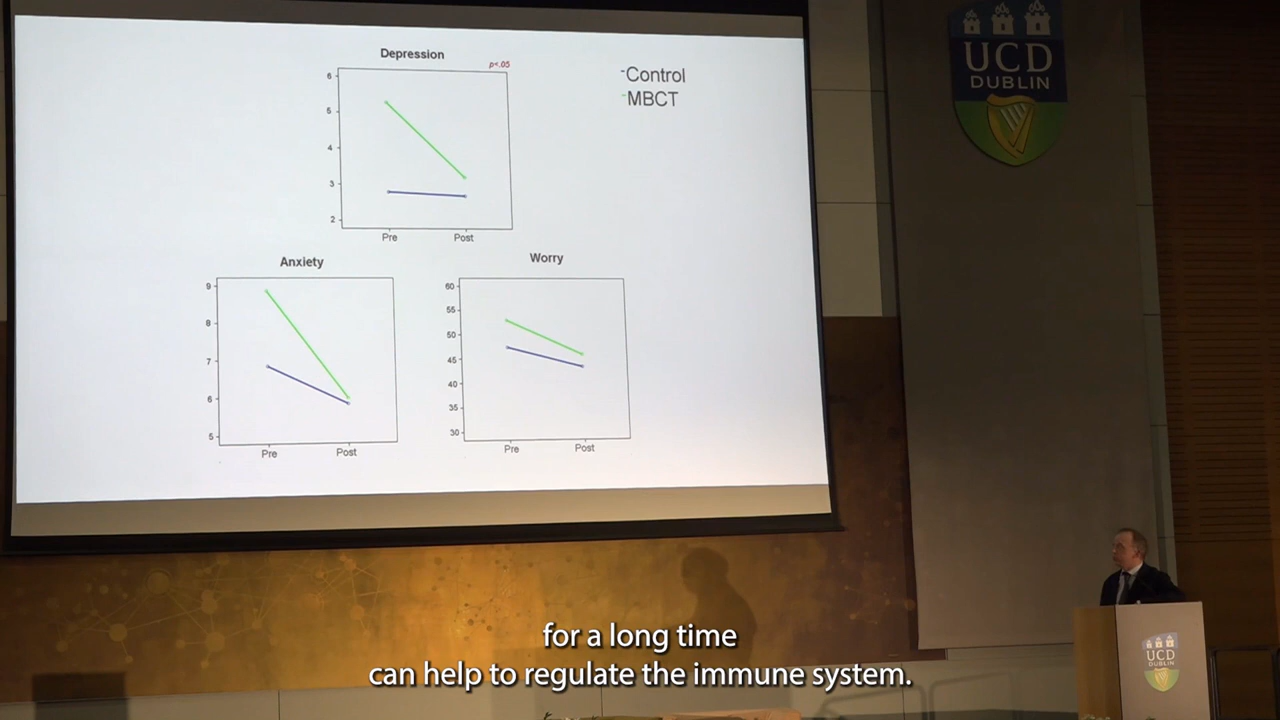 Depression
p<.05
6
5
4
3
2
Pre Post
-Control
-MBCT
Anxiety
9
8
7
6
5
Pre Post
Worry
60
55
50
45
40
35
30
Pre Post
UCD
DUBLIN
UCD
DUBLIN
for a long time
can help to regulate the immune system.